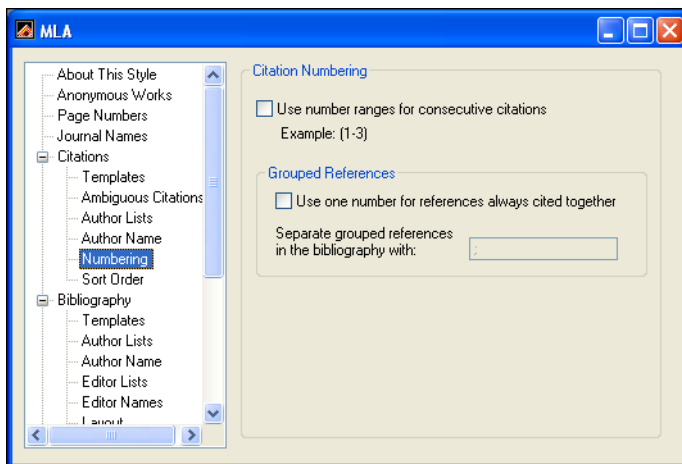 MLA
About This Style
Anonymous Works
Page Numbers
Journal Names
Citations
Templates
Ambiguous Citations
Author Lists
Author Name
Numbering
Sort Order
Bibliography
Templates
Author Lists
Author Name
Editor Lists
Editor Names
Layout
Citation Numbering
Use number ranges for consecutive citations
Example: (1-3)
Grouped References
Use one number for references always cited together
Separate grouped references
in the bibliography with:
;